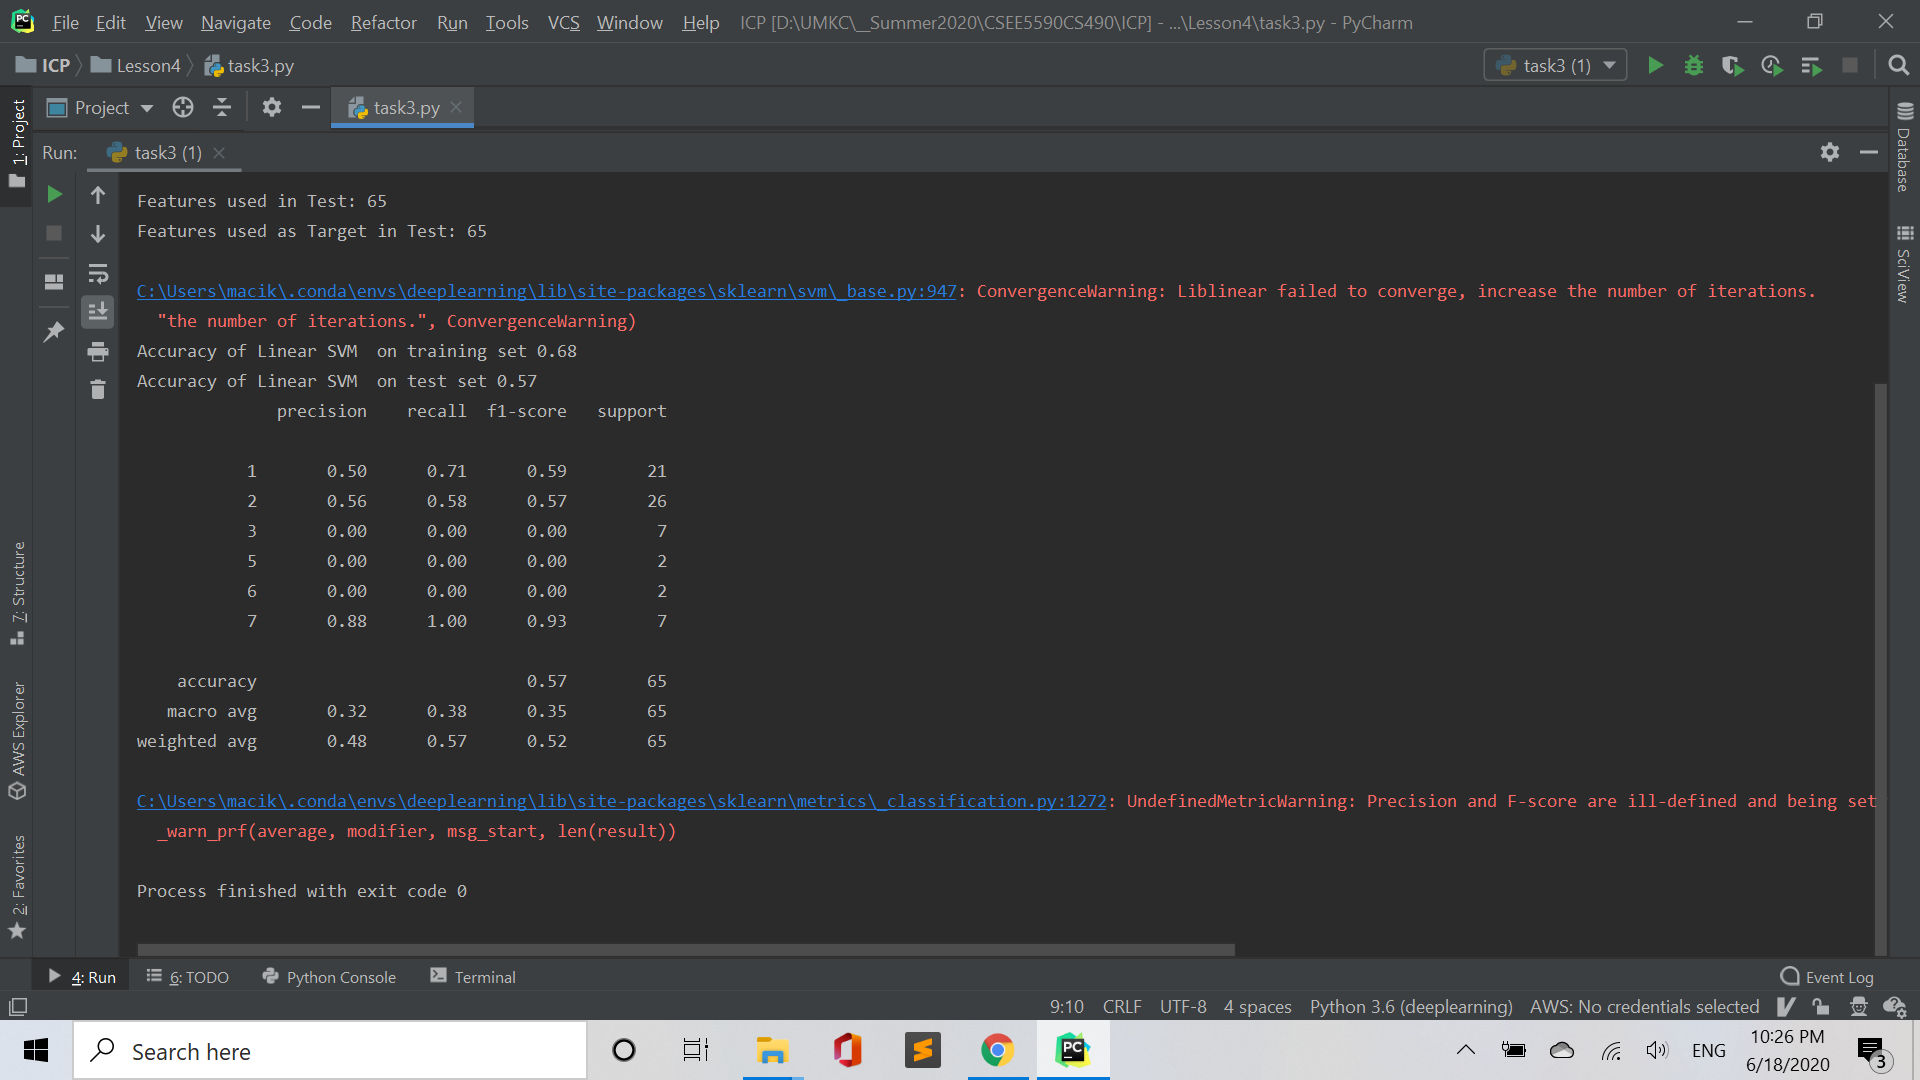 PC File Edit View Navigate Code Refactor Run Tools VCS Window Help ICP [D:\UMKC\__Summer2020\CSEE5590CS490\ICP] - ...\Lesson4\task3.py - PyCharm
ICP Lesson4 task3.py task3 (1)
Project task3.py
Run: task3 (1)
Features used in Test: 65
Features used as Target in Test: 65
C:\Users\macik\.conda\envs\deeplearning\lib\site-packages\sklearn\svm\_base.py:947: ConvergenceWarning: Liblinear failed to converge, increase the number of iterations.
"the number of iterations.", ConvergenceWarning)
Accuracy of Linear SVM  on training set 0.68
Accuracy of Linear SVM  on test set 0.57
precision recall f1-score support
1 0.50 0.71 0.59 21
2 0.56 0.58 0.57 26
3 0.00 0.00 0.00 7
5 0.00 0.00 0.00 2
6 0.00 0.00 0.00 2
7 0.88 1.00 0.93 7
accuracy 0.57 65
macro avg 0.32 0.38 0.35 65
weighted avg 0.48 0.57 0.52 65
C:\Users\macik\.conda\envs\deeplearning\lib\site-packages\sklearn\metrics\_classification.py:1272: UndefinedMetricWarning: Precision and F-score are ill-defined and being set
_warn_prf(average, modifier, msg_start, len(result))
Process finished with exit code 0
1: Project
7: Structure
AWS Explorer
2: Favorites
Database
SciView
4: Run 6: TODO Python Console Terminal Event Log
9:10 CRLF UTF-8 4 spaces Python 3.6 (deeplearning) AWS: No credentials selected
Search here
PC
ENG
10:26 PM
6/18/2020
3